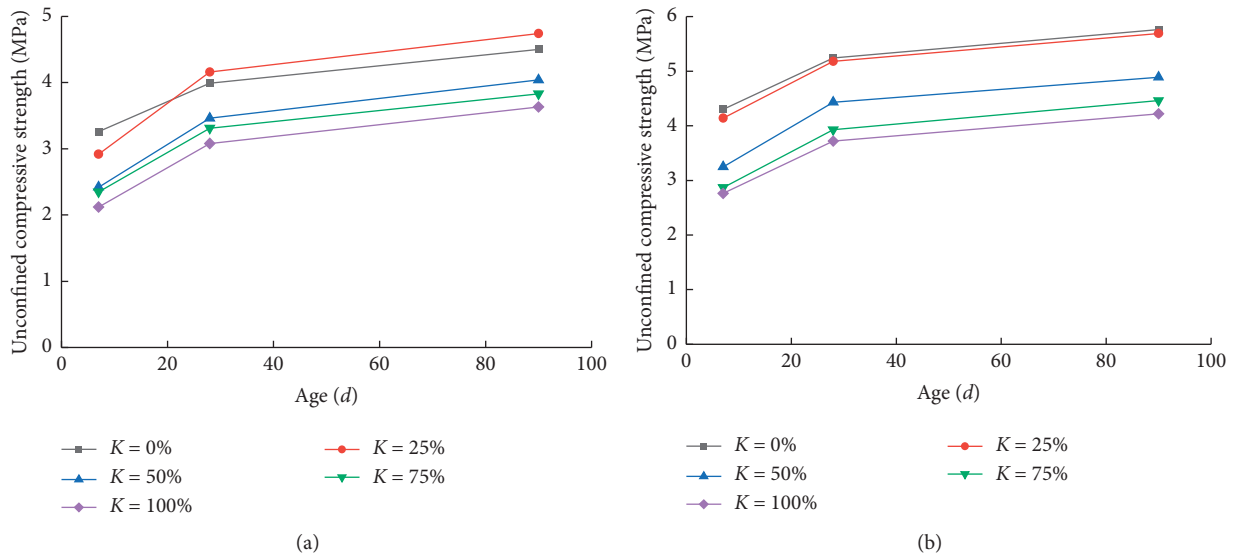 Unconfined compressive strength (MPa)
5
4
3
2
1
0
0 20 40 60 80 100
Age (d)
K = 0% K = 25%
K = 50% K = 75%
K = 100%
(a)
Unconfined compressive strength (MPa)
6
5
4
3
2
1
0
0 20 40 60 80 100
Age (d)
K = 0% K = 25%
K = 50% K = 75%
K = 100%
(b)